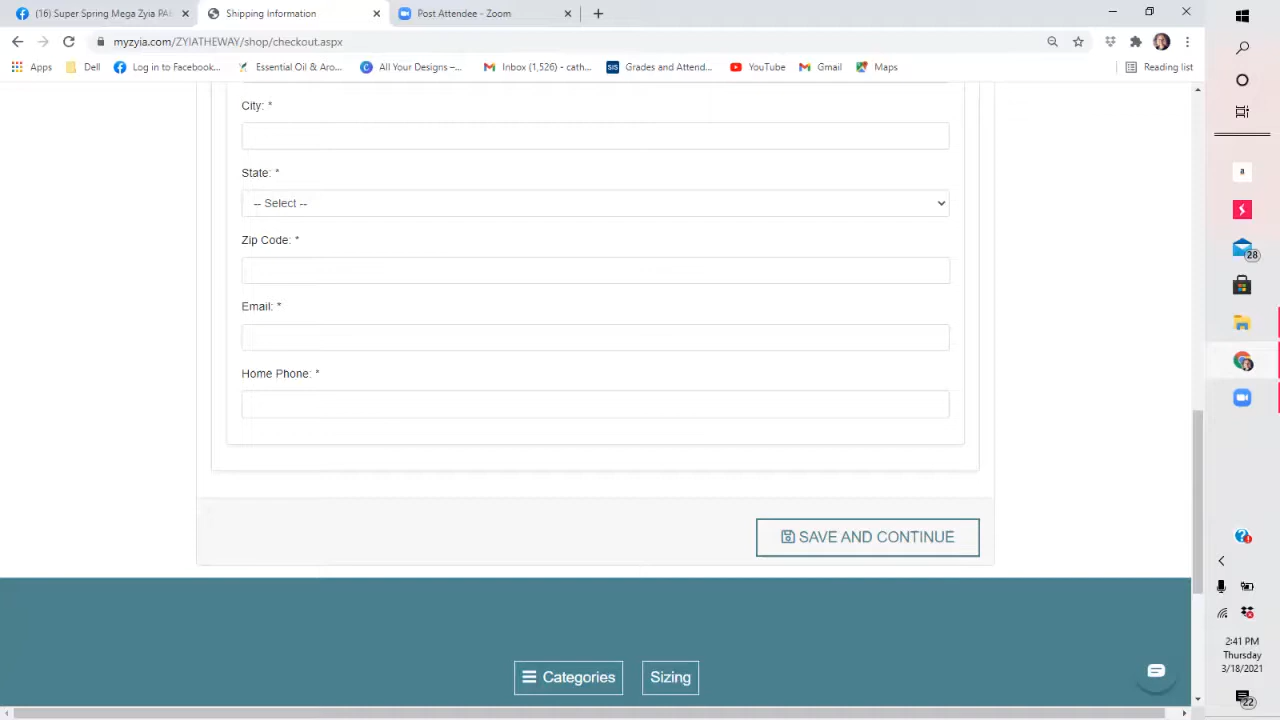 (16) Super Spring Mega Zyia PAR
Shipping Information
Post Attendee - Zoom
myzyia.com/ZYIATHEWAY/shop/checkout.aspx
Apps
Dell
Log in to Facebook...
Essential Oil & Aro...
All Your Designs –...
Inbox (1,526) - cath...
SIS
Grades and Attend...
YouTube
Gmail
Maps
Reading list
City: *
State: *
-- Select --
Zip Code: *
Email: *
Home Phone: *
SAVE AND CONTINUE
Categories
Sizing
a
28
2:41 PM
Thursday
3/18/2021
22